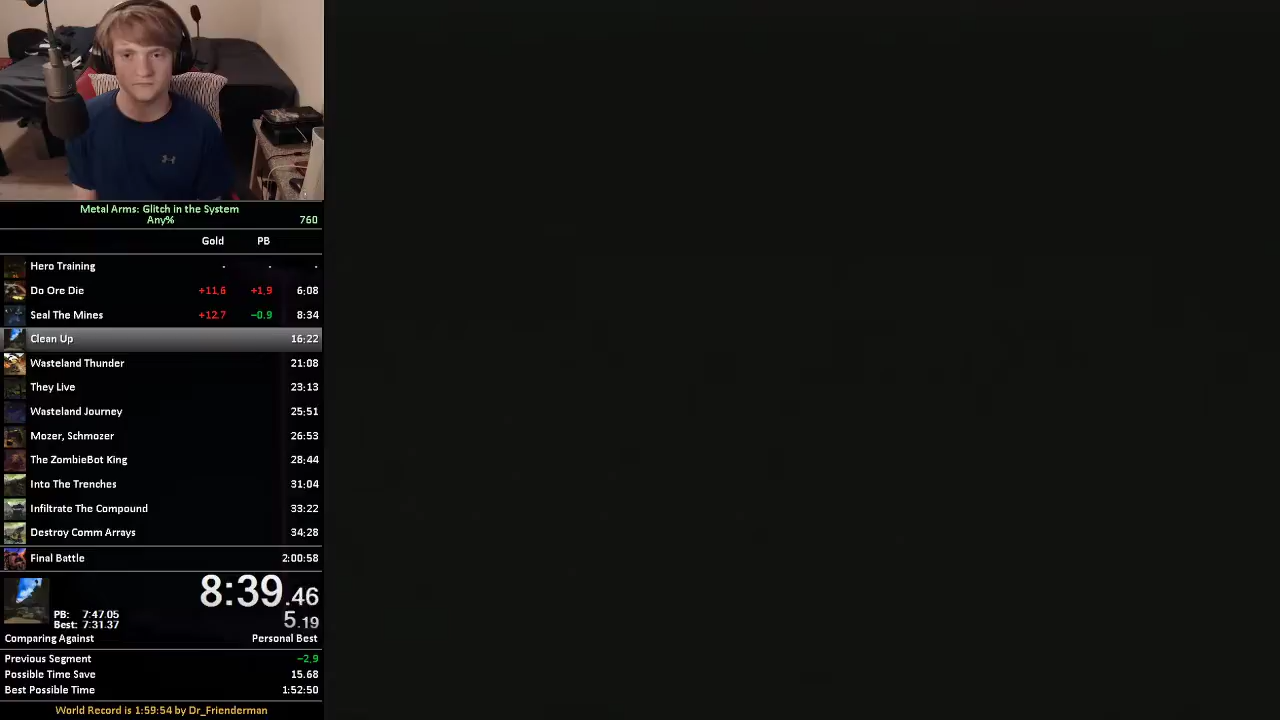 Metal Arms: Glitch in the System
Any% 760
Gold PB
Hero Training - - -
Do Ore Die +11.6 +1.9 6:08
Seal The Mines +12.7 −0.9 8:34
Clean Up 16:22
Wasteland Thunder 21:08
They Live 23:13
Wasteland Journey 25:51
Mozer, Schmozer 26:53
The ZombieBot King 28:44
Into The Trenches 31:04
Infiltrate The Compound 33:22
Destroy Comm Arrays 34:28
Final Battle 2:00:58
8:39.46
PB: 7:47.05 5.19
Best: 7:31.37
Comparing Against Personal Best
Previous Segment −2.9
Possible Time Save 15.68
Best Possible Time 1:52:50
World Record is 1:59:54 by Dr_Frienderman